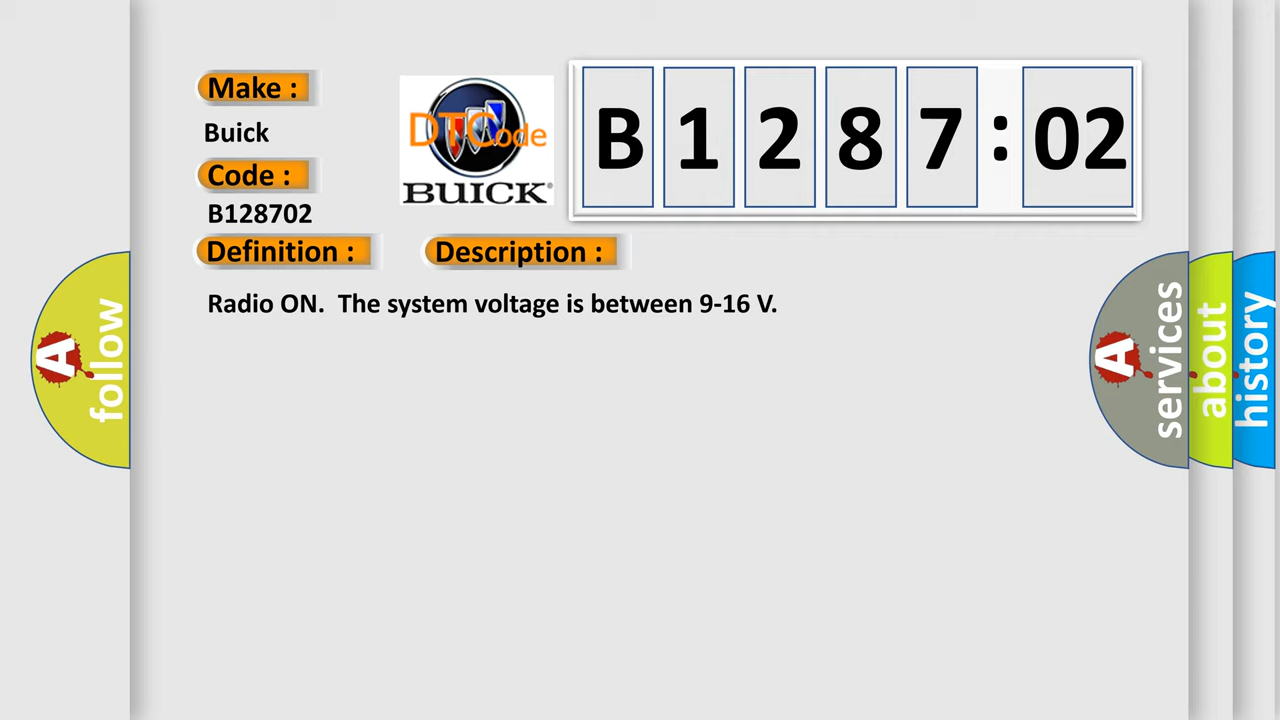 Make :
Buick
Code :
B128702
DTCode
BUICK®
B 1 2 8 7 : 02
Definition :
Description :
Radio ON. The system voltage is between 9-16 V.
A follow
A services
about
history